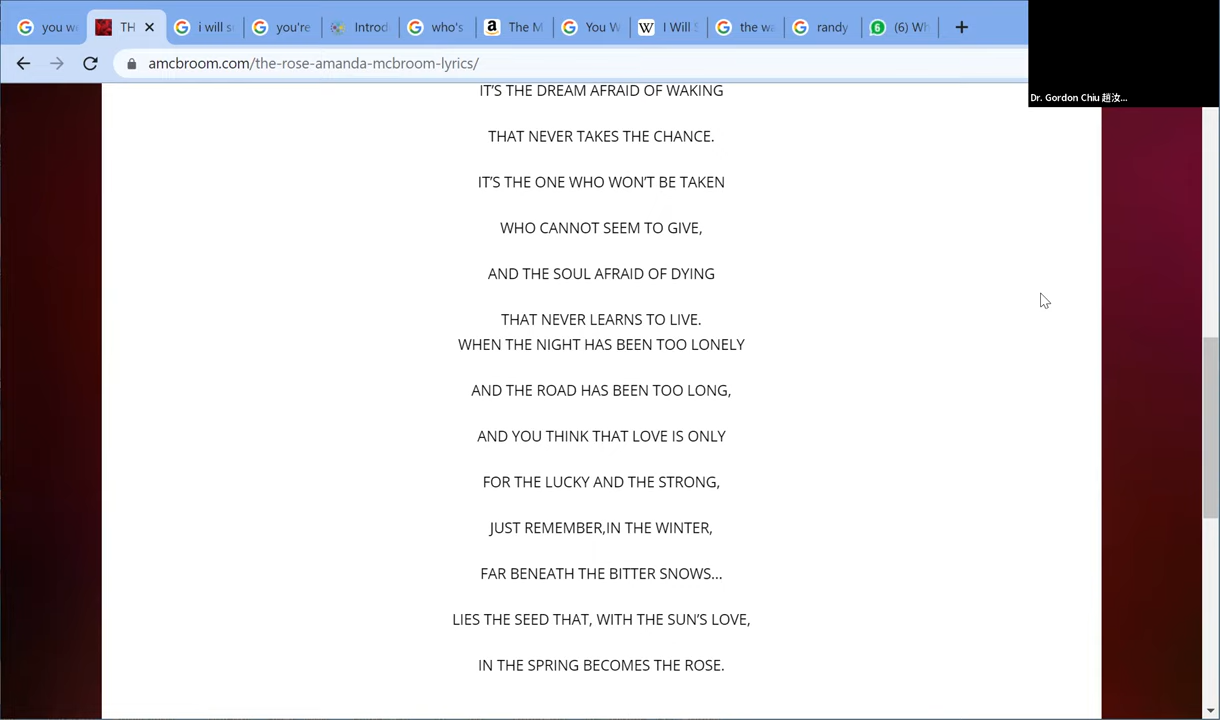 you w
TH
i will s
you're
Introd
who's
The M
You W
I Will
the wa
randy
(6) Wh
amcbroom.com/the-rose-amanda-mcbroom-lyrics/
Dr. Gordon Chiu 趙汝...
IT'S THE DREAM AFRAID OF WAKING
THAT NEVER TAKES THE CHANCE.
IT'S THE ONE WHO WON'T BE TAKEN
WHO CANNOT SEEM TO GIVE,
AND THE SOUL AFRAID OF DYING
THAT NEVER LEARNS TO LIVE.
WHEN THE NIGHT HAS BEEN TOO LONELY
AND THE ROAD HAS BEEN TOO LONG,
AND YOU THINK THAT LOVE IS ONLY
FOR THE LUCKY AND THE STRONG,
JUST REMEMBER,IN THE WINTER,
FAR BENEATH THE BITTER SNOWS…
LIES THE SEED THAT, WITH THE SUN'S LOVE,
IN THE SPRING BECOMES THE ROSE.